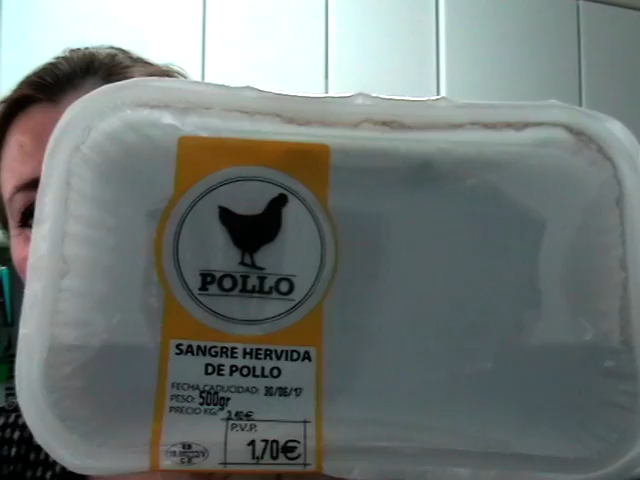 POLLO
SANGRE HERVIDA
DE POLLO
FECHA CADUCIDAD: 30/06/17
PESO: 500gr
PRECIO KG:
P.V.P.
1,70€